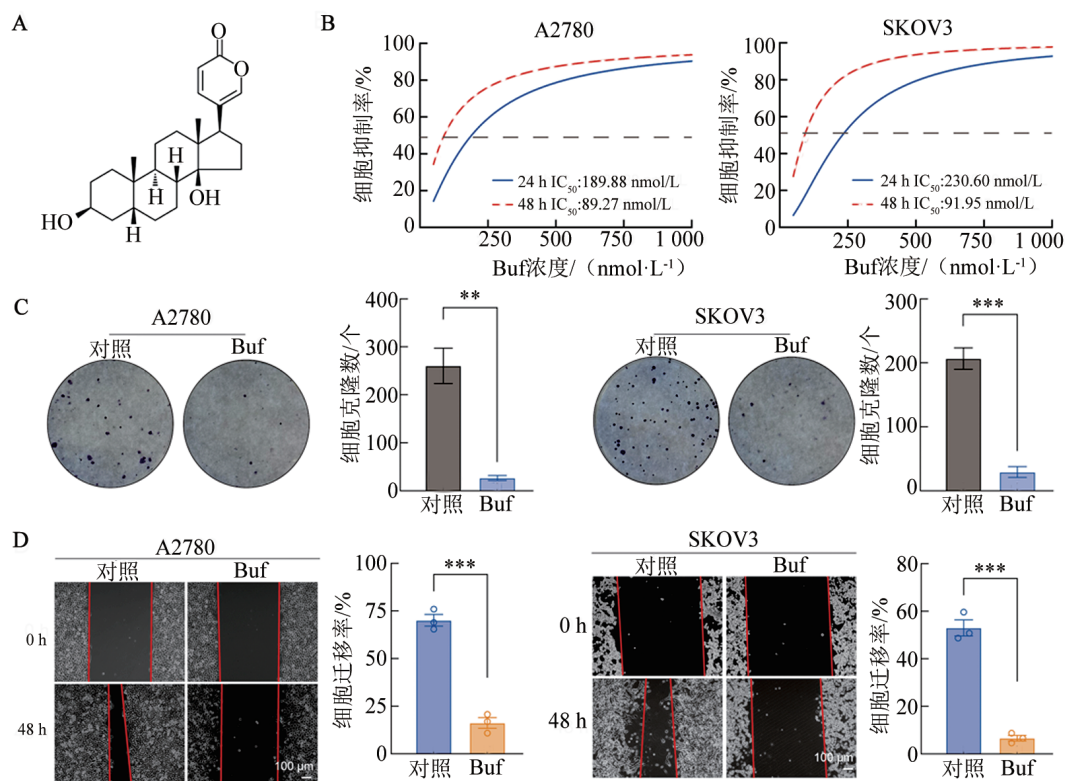 A
O
O
H
H
H
OH
HO
B
A2780
细胞抑制率/%
100
80
60
40
20
0
24 h IC50:189.88 nmol/L
48 h IC50:89.27 nmol/L
250 500 750 1 000
Buf浓度/（nmol·L-1）
SKOV3
细胞抑制率/%
100
80
60
40
20
0
24 h IC50:230.60 nmol/L
48 h IC50:91.95 nmol/L
250 500 750 1 000
Buf浓度/（nmol·L-1）
C
A2780
对照 Buf
细胞克隆数/个
400
300
200
100
0
**
对照 Buf
SKOV3
对照 Buf
细胞克隆数/个
300
200
100
0
***
对照 Buf
D
A2780
对照 Buf
0 h
48 h
100 μm
细胞迁移率/%
100
75
50
25
0
***
对照 Buf
SKOV3
对照 Buf
0 h
48 h
100 μm
细胞迁移率/%
80
60
40
20
0
***
对照 Buf